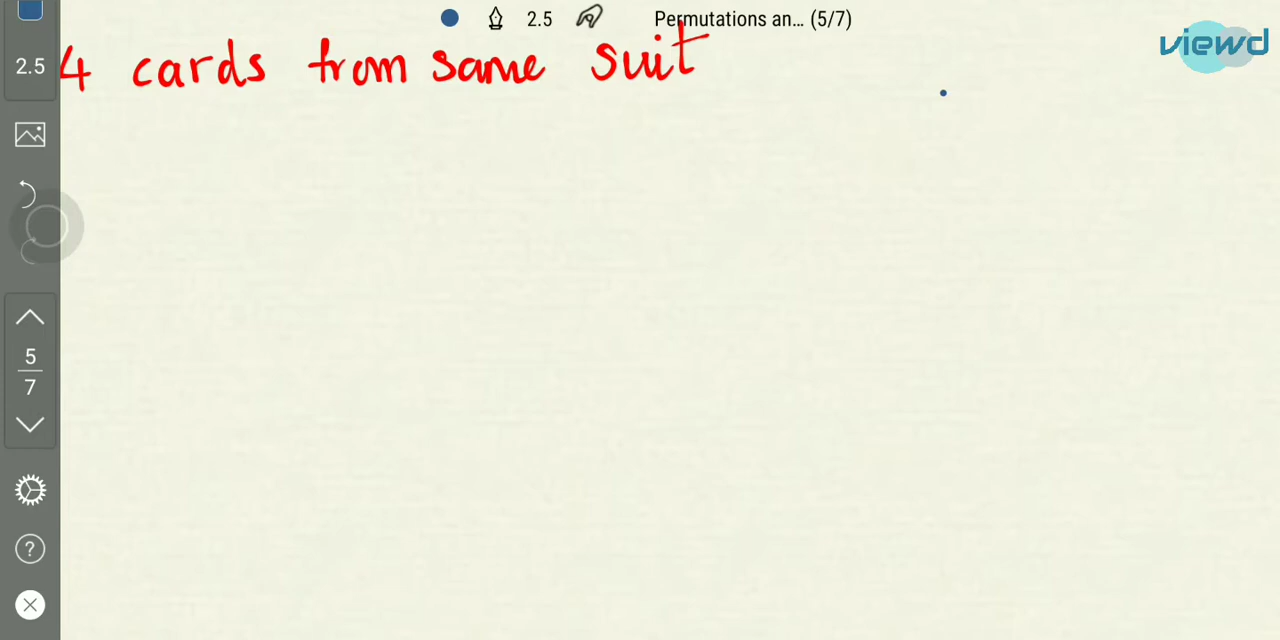 2.5 Permutations an... (5/7)
viewd
2.5
4 cards from same suit
5
7
?